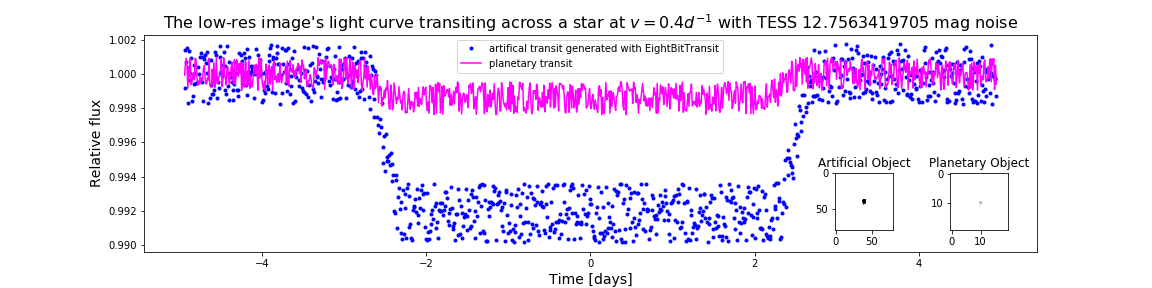 The low-res image's light curve transiting across a star at v = 0.4d⁻¹ with TESS 12.7563419705 mag noise
artifical transit generated with EightBitTransit
planetary transit
Relative flux
1.002
1.000
0.998
0.996
0.994
0.992
0.990
−4
−2
0
2
4
Time [days]
Artificial Object
0
50
0
50
Planetary Object
0
10
0
10